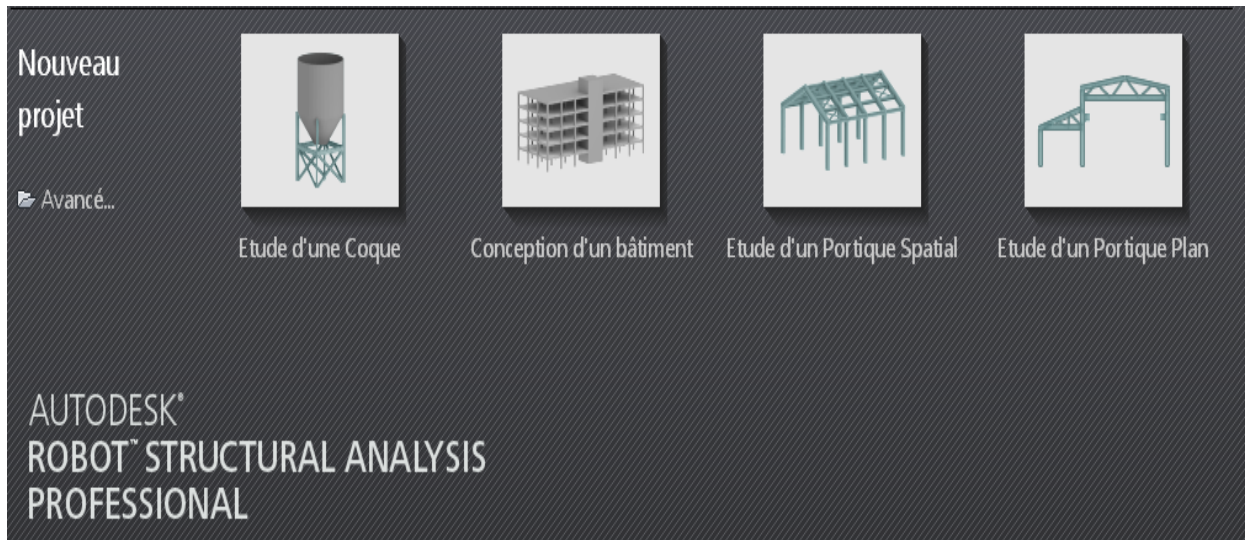 Nouveau
projet
Avancé...
Etude d'une Coque
Conception d'un bâtiment
Etude d'un Portique Spatial
Etude d'un Portique Plan
AUTODESK®
ROBOT™ STRUCTURAL ANALYSIS
PROFESSIONAL